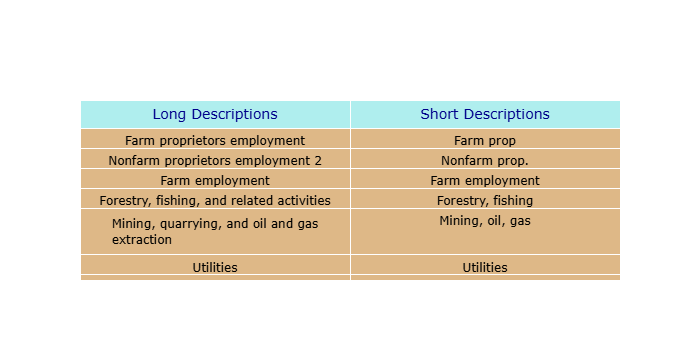 Long Descriptions Short Descriptions
Farm proprietors employment Farm prop
Nonfarm proprietors employment 2 Nonfarm prop.
Farm employment Farm employment
Forestry, fishing, and related activities Forestry, fishing
Mining, quarrying, and oil and gas Mining, oil, gas
extraction
Utilities Utilities